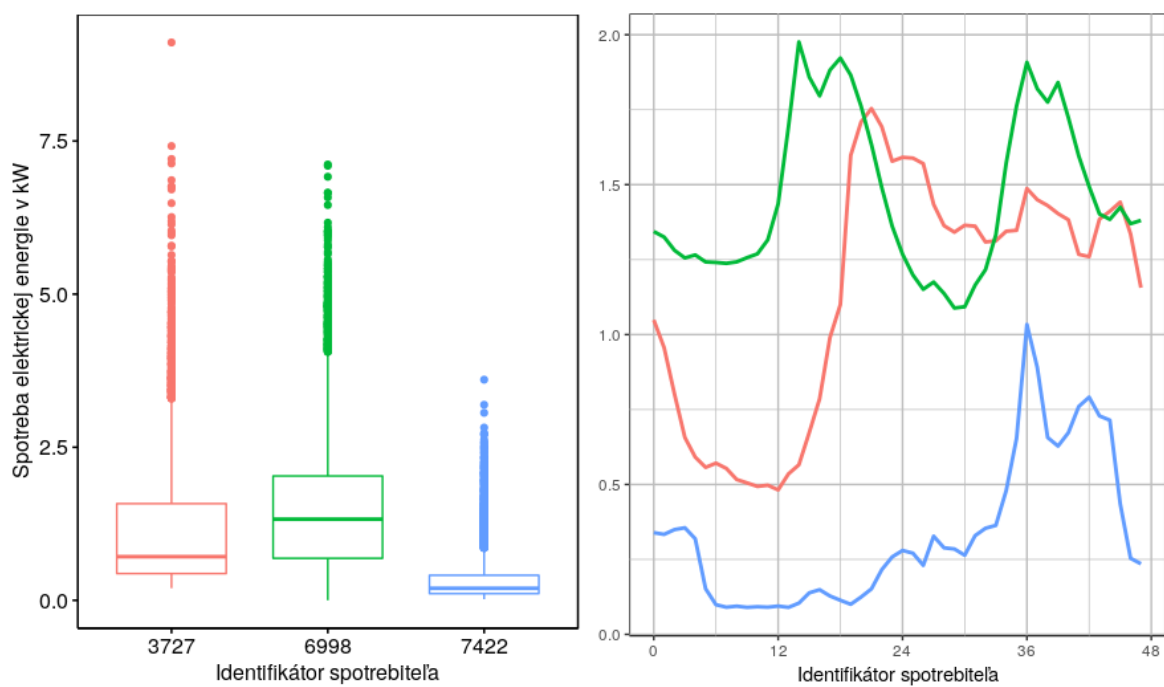 Spotreba elektrickej energie v kW
7.5
5.0
2.5
0.0
3727 6998 7422
Identifikátor spotrebiteľa
2.0
1.5
1.0
0.5
0.0
0 12 24 36 48
Identifikátor spotrebiteľa